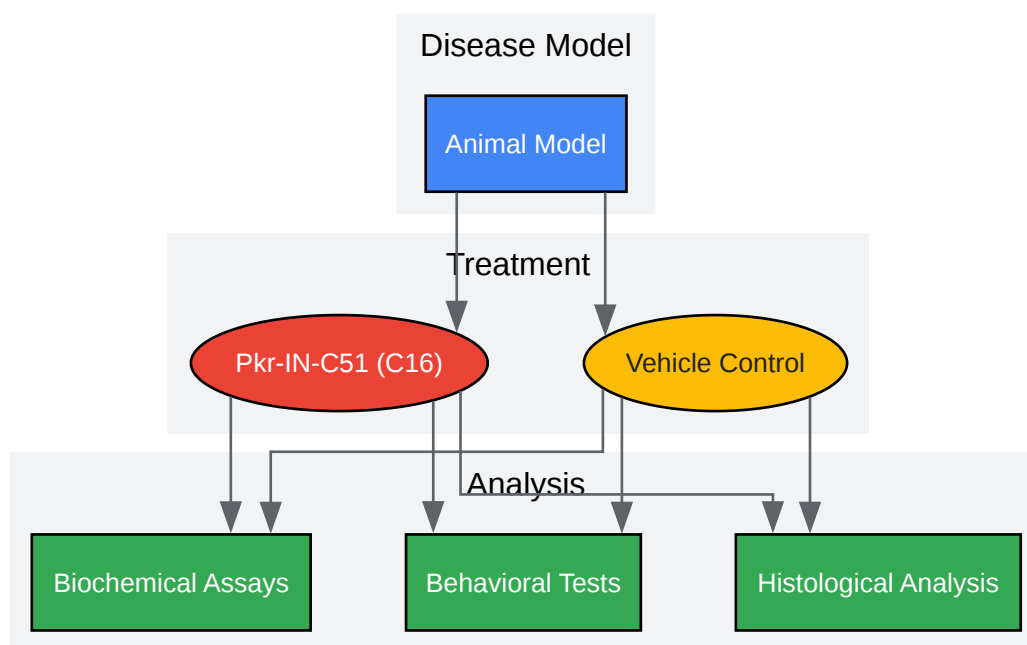 Disease Model
Animal Model
Treatment
Pkr-IN-C51 (C16)
Vehicle Control
Analysis
Biochemical Assays
Behavioral Tests
Histological Analysis